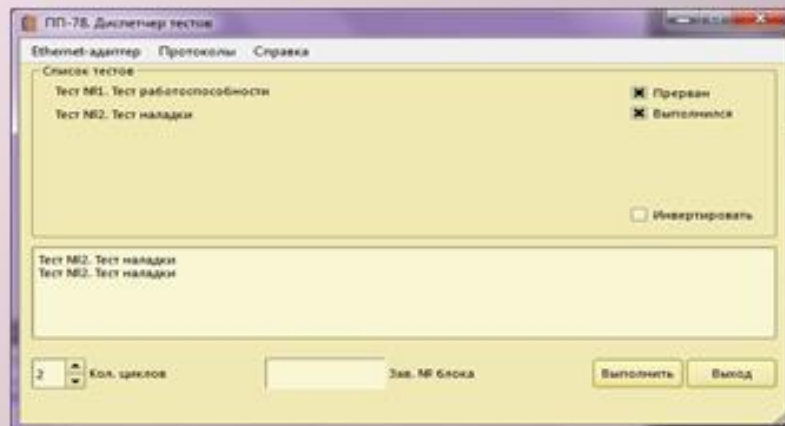 ПП-78. Диспетчер тестов
Ethernet-адаптер Протоколы Справка
Список тестов
Тест №1. Тест работоспособности
Прерван
Тест №2. Тест наладки
Выполнился
Инвертировать
Тест №2. Тест наладки
Тест №2. Тест наладки
2 Кол. циклов Зав. № блока Выполнить Выход